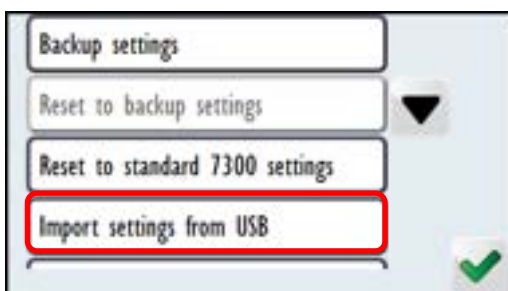 Backup settings
Reset to backup settings
Reset to standard 7300 settings
Import settings from USB